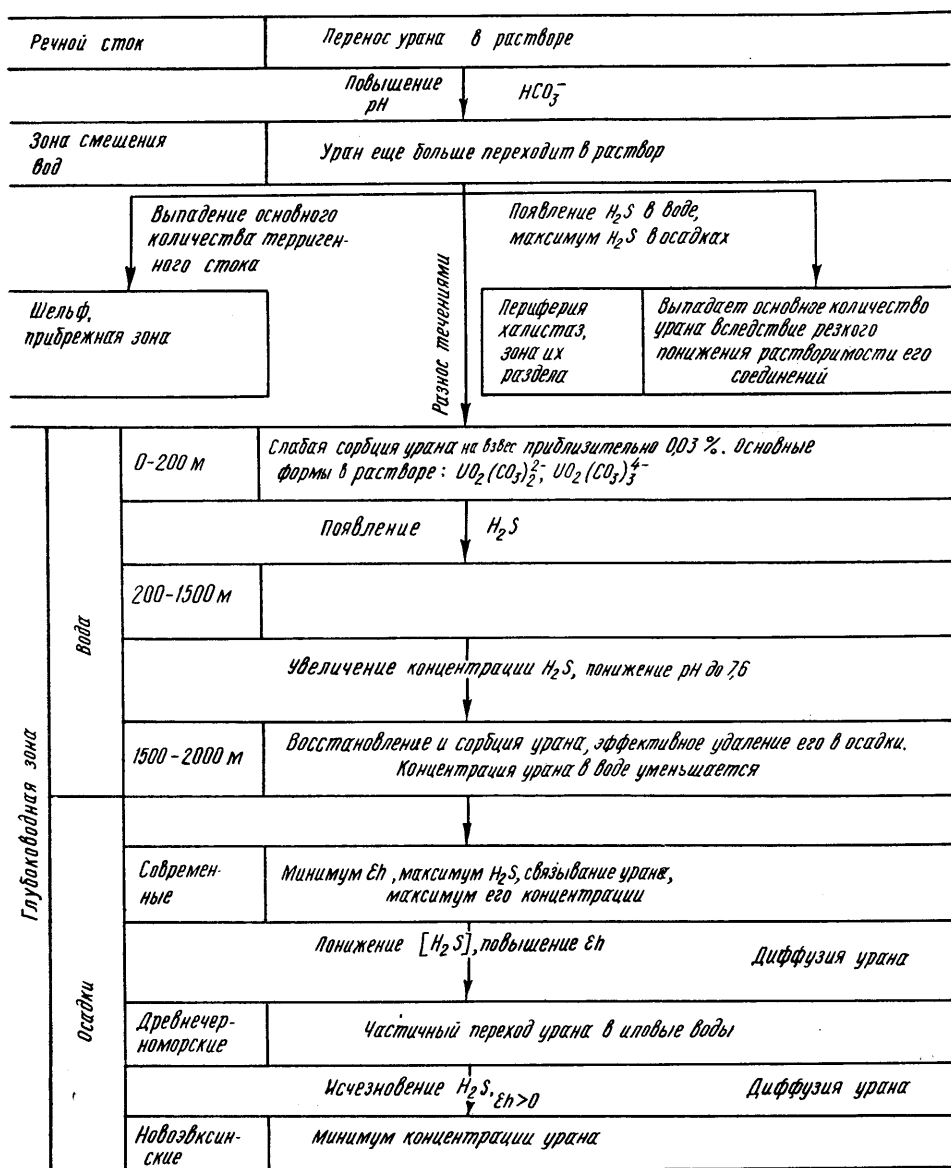 Речной сток
Перенос урана в растворе
Повышение
pH
HCO₃⁻
Зона смешения
вод
Уран еще больше переходит в раствор
Выпадение основного
количества терриген-
ного стока
Появление H₂S в воде,
максимум H₂S в осадках
Разнос течениями
Шельф,
прибрежная зона
Периферия
халистаз,
зона их
раздела
Выпадает основное количество
урана вследствие резкого
понижения растворимости его
соединений
Глубоководная зона
Вода
0-200 м
Слабая сорбция урана на взвес приблизительно 0,03 %. Основные
формы в растворе: UO₂(CO₃)₂²⁻, UO₂(CO₃)₃⁴⁻
Появление H₂S
200-1500 м
Увеличение концентрации H₂S, понижение pH до 7,6
1500-2000 м
Восстановление и сорбция урана, эффективное удаление его в осадки.
Концентрация урана в воде уменьшается
Осадки
Современ-
ные
Минимум Eh, максимум H₂S, связывание урана,
максимум его концентрации
Понижение [H₂S], повышение Eh
Диффузия урана
Древнечер-
номорские
Частичный переход урана в иловые воды
Исчезновение H₂S, Eh>0
Диффузия урана
Новоэвксин-
ские
Минимум концентрации урана